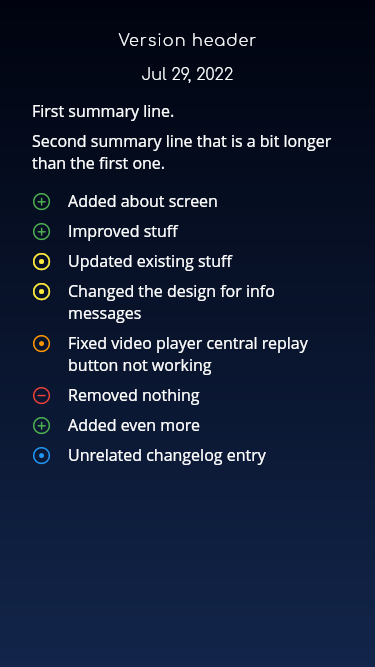 Version header
Jul 29, 2022
First summary line.
Second summary line that is a bit longer
than the first one.
Added about screen
Improved stuff
Updated existing stuff
Changed the design for info
messages
Fixed video player central replay
button not working
Removed nothing
Added even more
Unrelated changelog entry